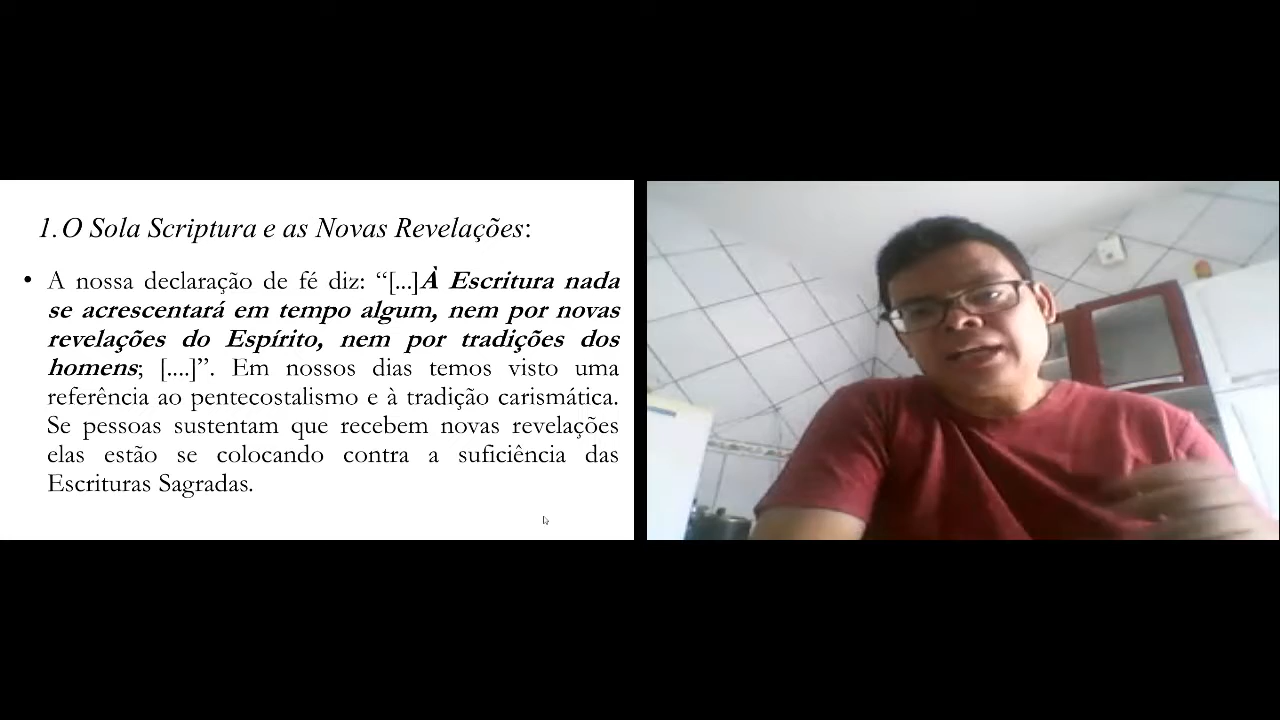 1. O Sola Scriptura e as Novas Revelações:
• A nossa declaração de fé diz: “[...]À Escritura nada
se acrescentará em tempo algum, nem por novas
revelações do Espírito, nem por tradições dos
homens; [....]”. Em nossos dias temos visto uma
referência ao pentecostalismo e à tradição carismática.
Se pessoas sustentam que recebem novas revelações
elas estão se colocando contra a suficiência das
Escrituras Sagradas.